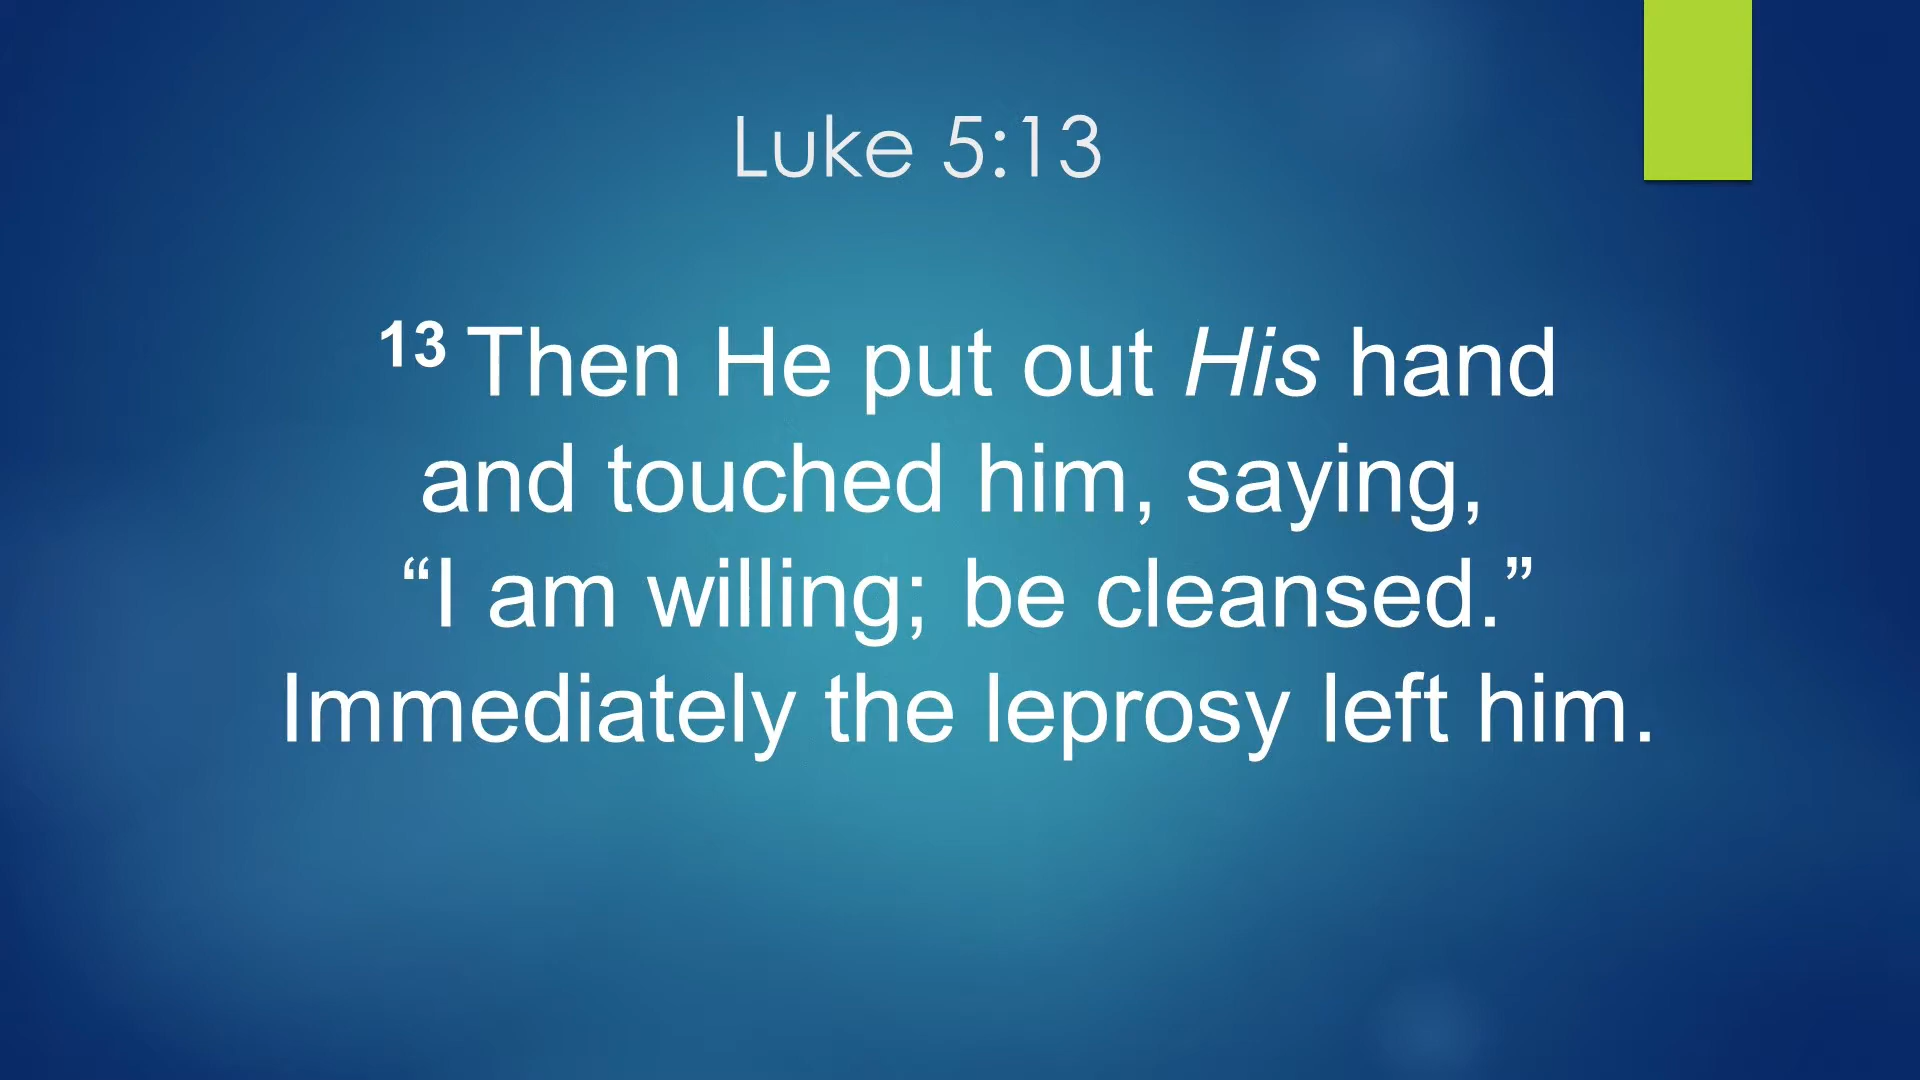 Luke 5:13
13 Then He put out His hand
and touched him, saying,
“I am willing; be cleansed.”
Immediately the leprosy left him.